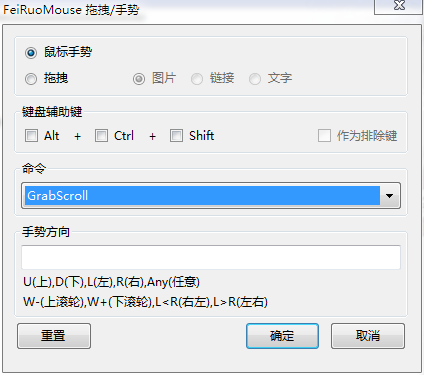 FeiRuoMouse 拖拽/手势
鼠标手势
拖拽 图片 链接 文字
键盘辅助键
Alt + Ctrl + Shift 作为排除键
命令
GrabScroll
手势方向
U(上),D(下),L(左),R(右),Any(任意)
W-(上滚轮),W+(下滚轮),L<R(右左),L>R(左右)
重置 确定 取消